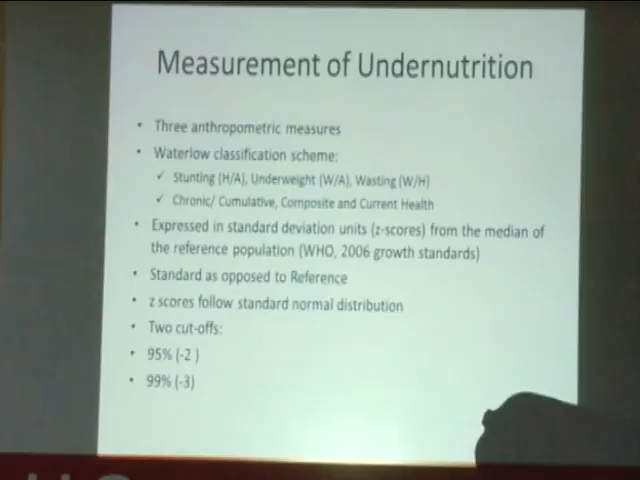 Measurement of Undernutrition
• Three anthropometric measures
• Waterlow classification scheme:
✓ Stunting (H/A), Underweight (W/A), Wasting (W/H)
✓ Chronic/ Cumulative, Composite and Current Health
• Expressed in standard deviation units (z-scores) from the median of
the reference population (WHO, 2006 growth standards)
• Standard as opposed to Reference
• z scores follow standard normal distribution
• Two cut-offs:
• 95% (-2 )
• 99% (-3)